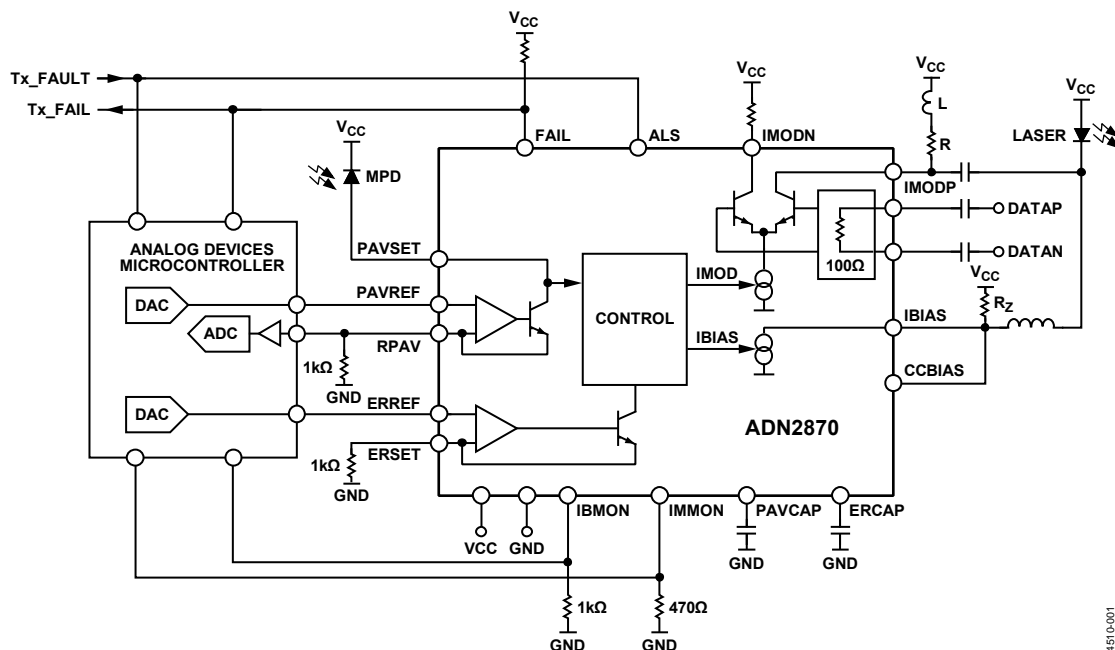 VCC
Tx_FAULT
Tx_FAIL
VCC
VCC
L
VCC
LASER
R
VCC
FAIL
ALS
IMODN
MPD
IMODP
DATAP
DATAN
100Ω
VCC
RZ
ANALOG DEVICES
MICROCONTROLLER
PAVSET
PAVREF
RPAV
DAC
ADC
1kΩ
GND
CONTROL
IMOD
IBIAS
IBIAS
CCBIAS
DAC
ERREF
ERSET
1kΩ
GND
ADN2870
VCC
GND
IBMON
IMMON
PAVCAP
ERCAP
GND
GND
1kΩ
470Ω
GND
GND